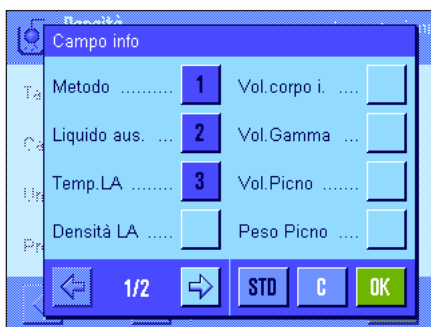 Densità
Campo info
Metodo .......... 1 Vol.corpo i. ....
Liquido aus. ... 2 Vol.Gamma ...
Temp.LA ........ 3 Vol.Picno .......
Densità LA ..... Peso Picno ....
1/2 STD C OK